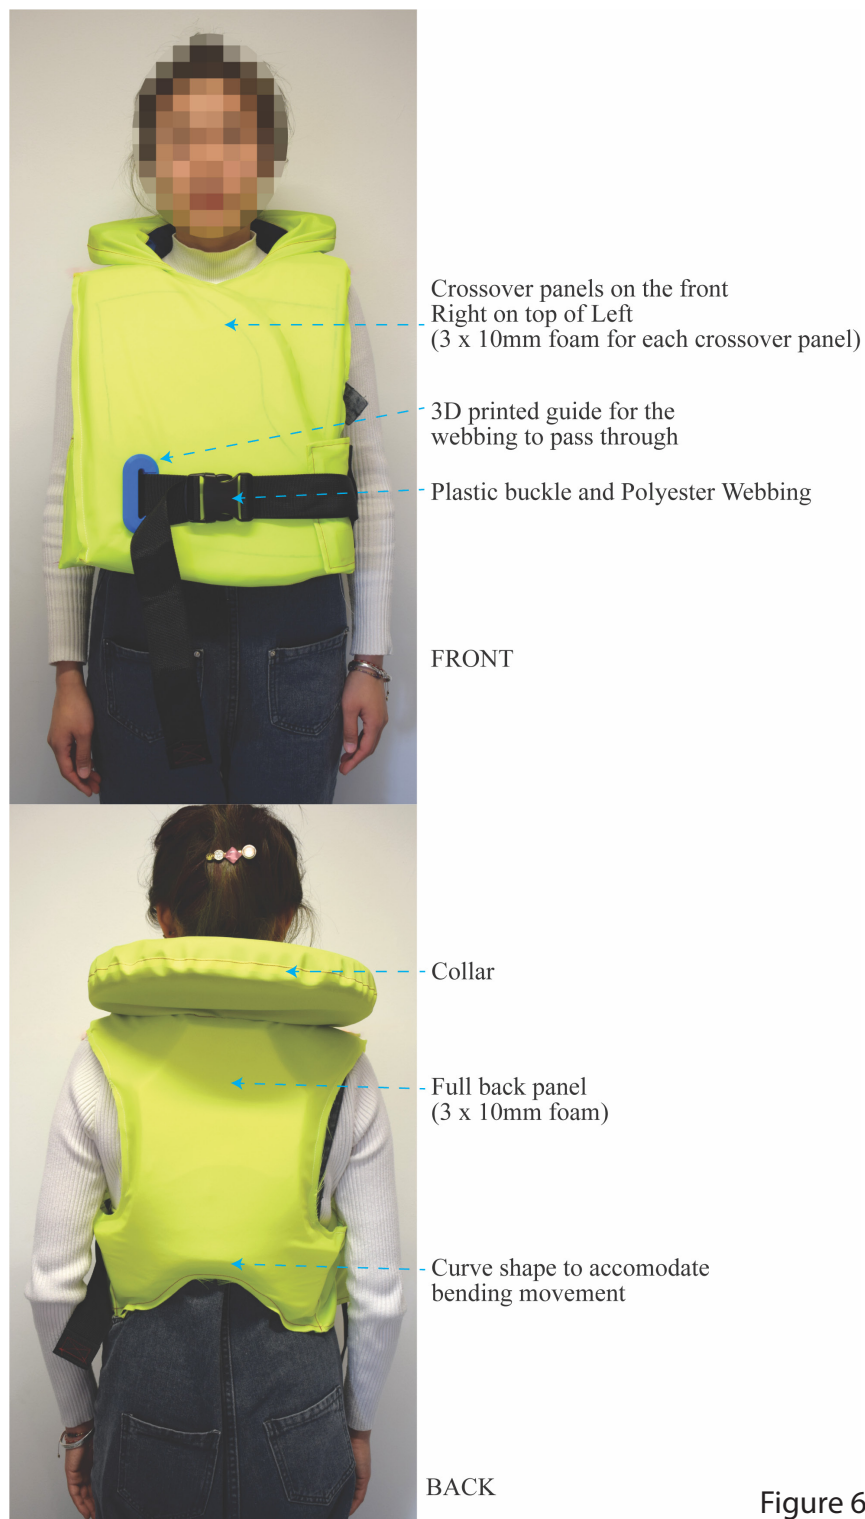 Crossover panels on the front
Right on top of Left
(3 x 10mm foam for each crossover panel)
3D printed guide for the
webbing to pass through
Plastic buckle and Polyester Webbing
FRONT
Collar
Full back panel
(3 x 10mm foam)
Curve shape to accomodate
bending movement
BACK
Figure 6